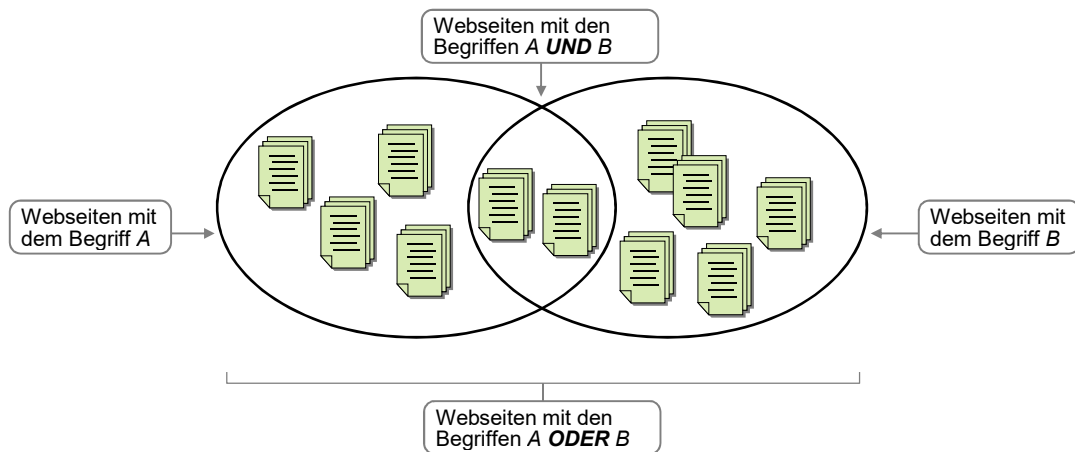 Webseiten mit den
Begriffen A UND B
Webseiten mit
dem Begriff A
Webseiten mit
dem Begriff B
Webseiten mit den
Begriffen A ODER B